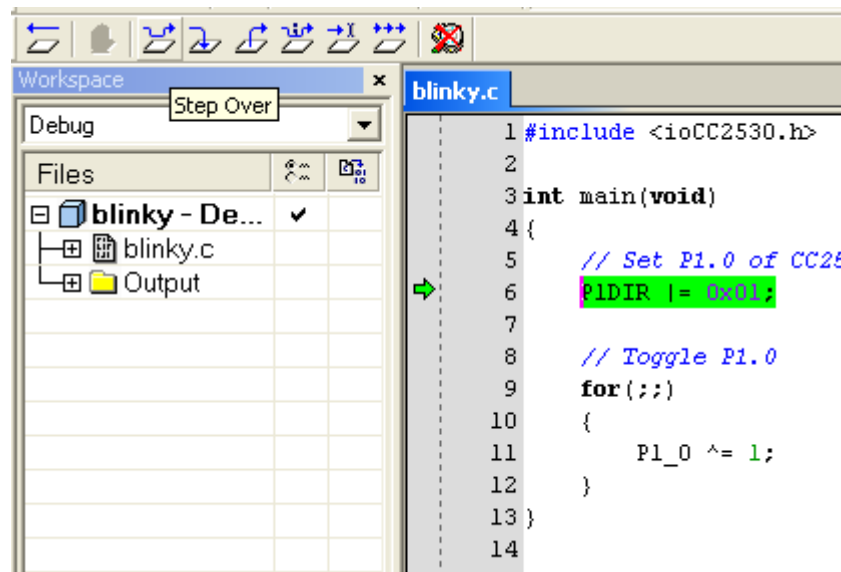 Workspace
Step Over
Debug
Files
blinky - De...
blinky.c
Output
blinky.c
1 #include <ioCC2530.h>
2
3 int main(void)
4 {
5 // Set P1.0 of CC25
6 P1DIR |= 0x01;
7
8 // Toggle P1.0
9 for(;;)
10 {
11 P1_0 ^= 1;
12 }
13 }
14